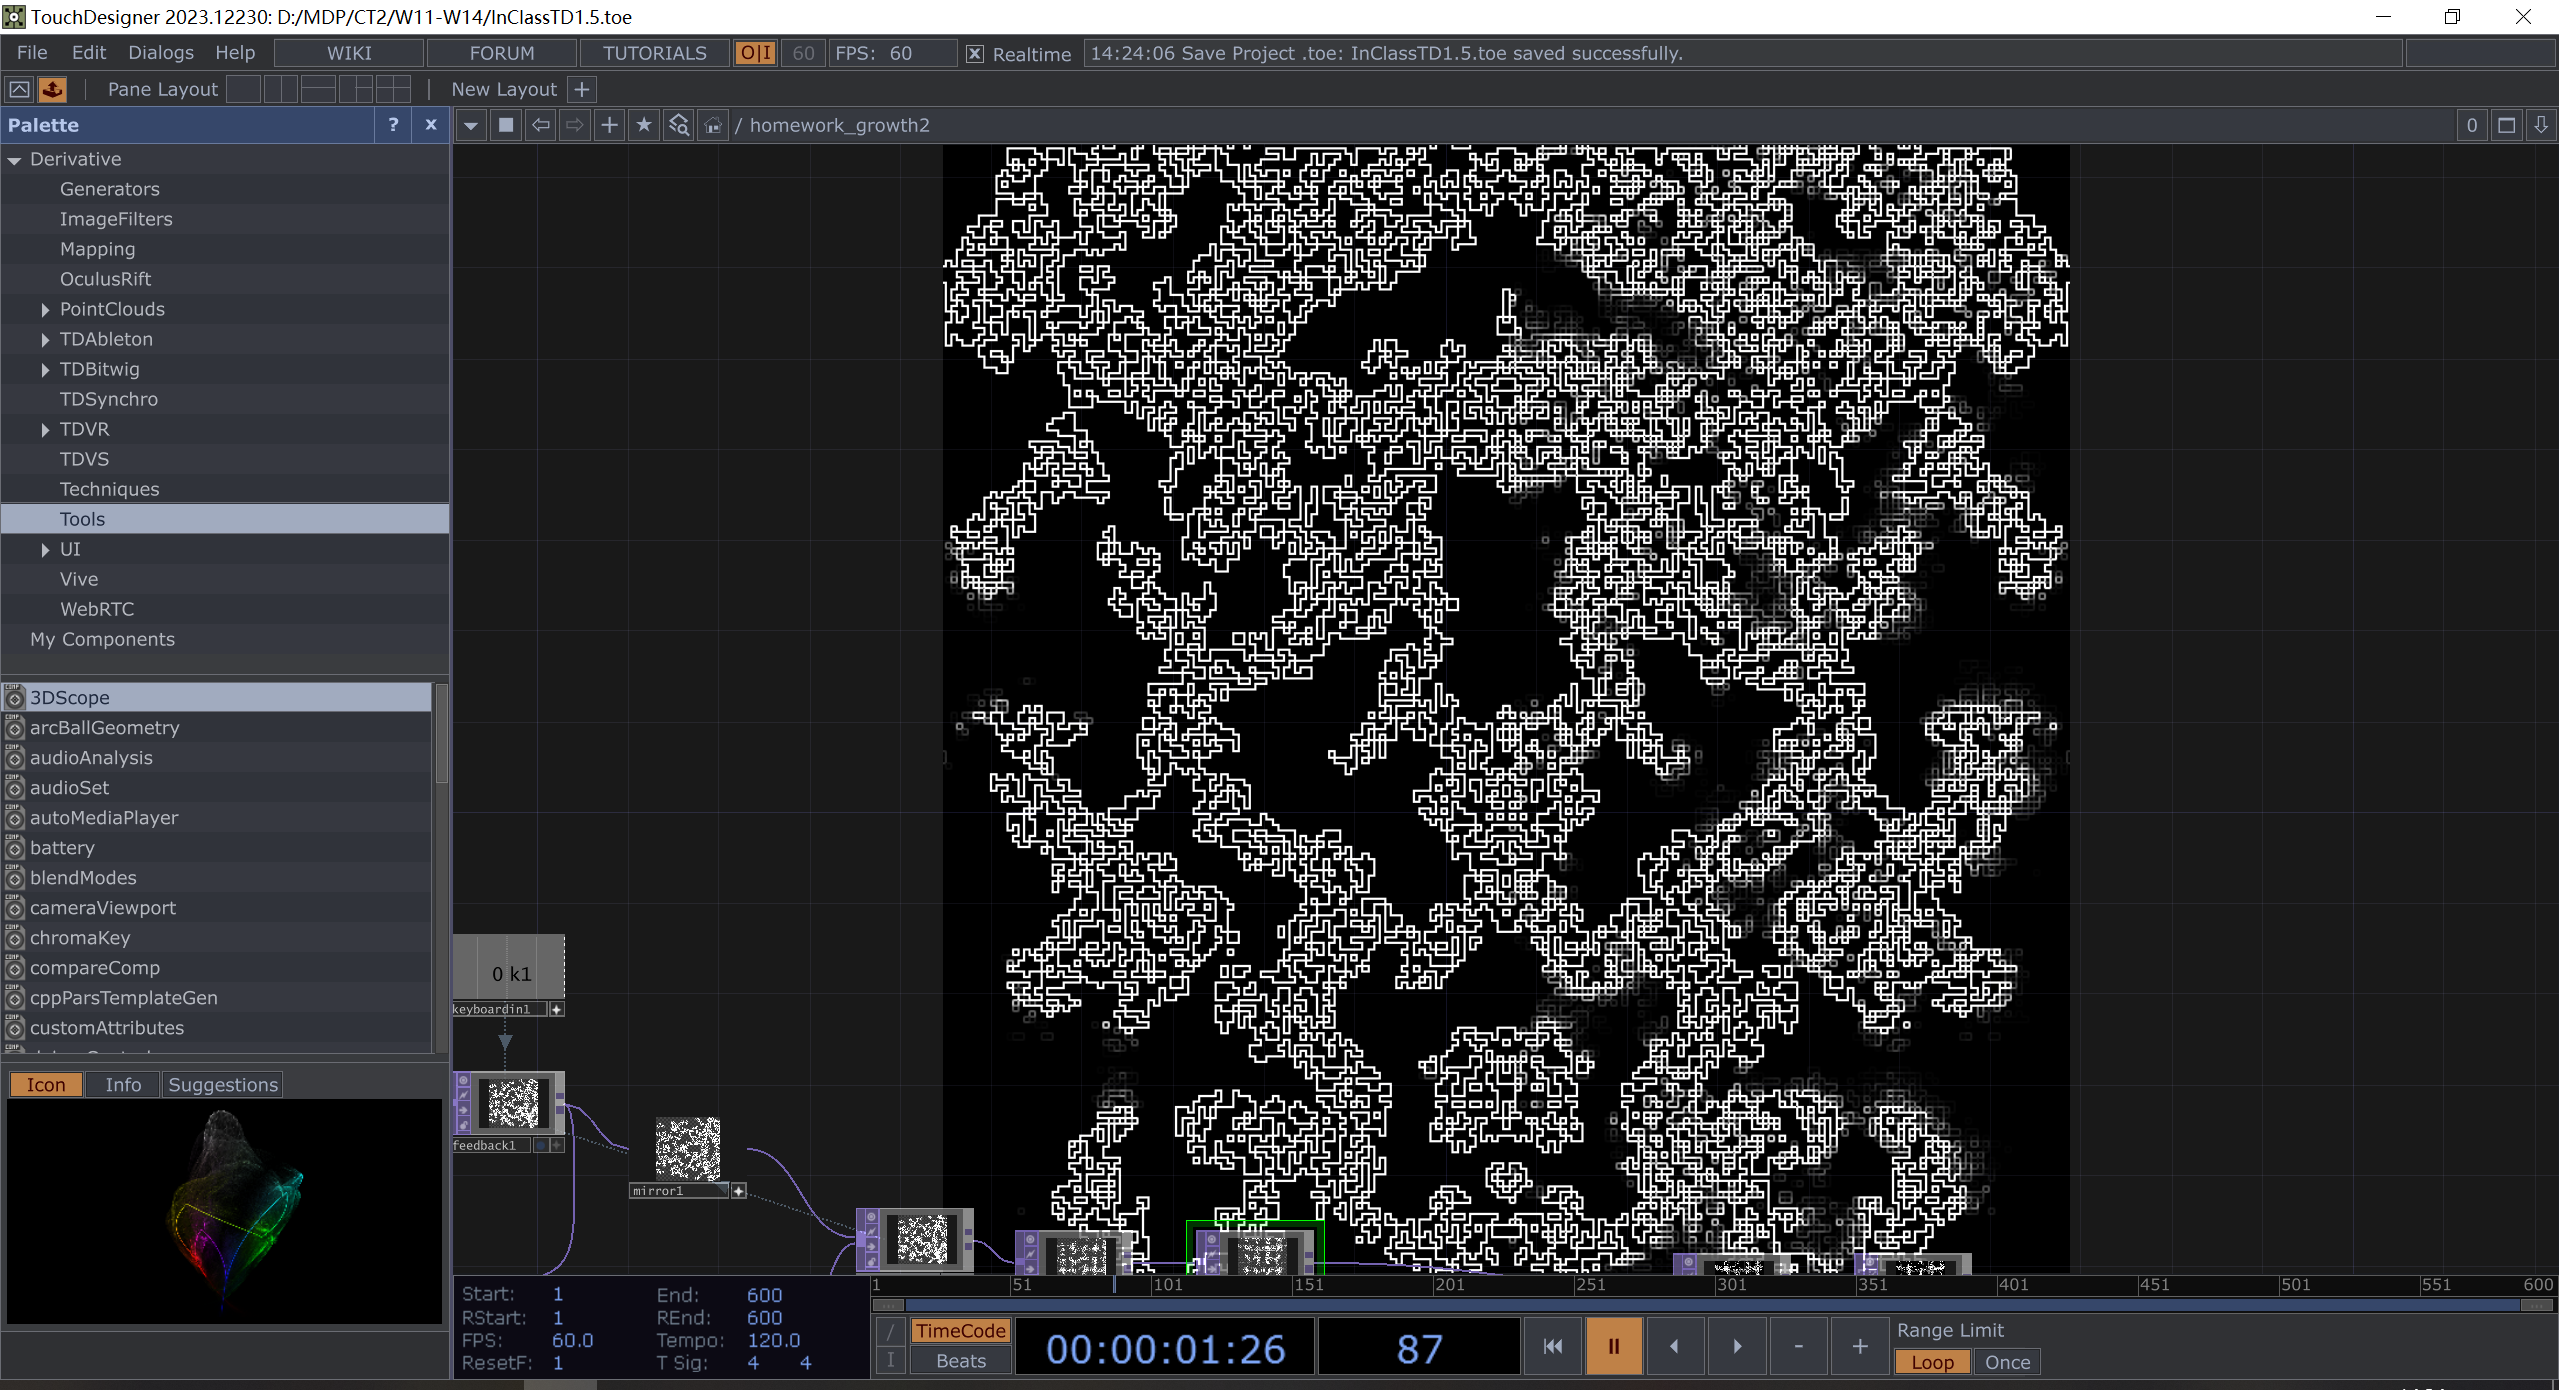 TouchDesigner 2023.12230: D:/MDP/CT2/W11-W14/InClassTD1.5.toe
File Edit Dialogs Help WIKI FORUM TUTORIALS O|I 60 FPS: 60 Realtime 14:24:06 Save Project .toe: InClassTD1.5.toe saved successfully.
Pane Layout New Layout +
Palette ? x / homework_growth2 0
Derivative
Generators
ImageFilters
Mapping
OculusRift
PointClouds
TDAbleton
TDBitwig
TDSynchro
TDVR
TDVS
Techniques
Tools
UI
Vive
WebRTC
My Components
3DScope
arcBallGeometry
audioAnalysis
audioSet
autoMediaPlayer
battery
blendModes
cameraViewport
chromaKey
compareComp
cppParsTemplateGen
customAttributes
Icon Info Suggestions
0 k1
keyboardin1
feedback1
mirror1
1 51 101 151 201 251 301 351 401 451 501 551 600
Start: 1 End: 600
RStart: 1 REnd: 600
FPS: 60.0 Tempo: 120.0
ResetF: 1 T Sig: 4 4
/ TimeCode
I Beats
00:00:01:26 87
- +
Range Limit
Loop Once